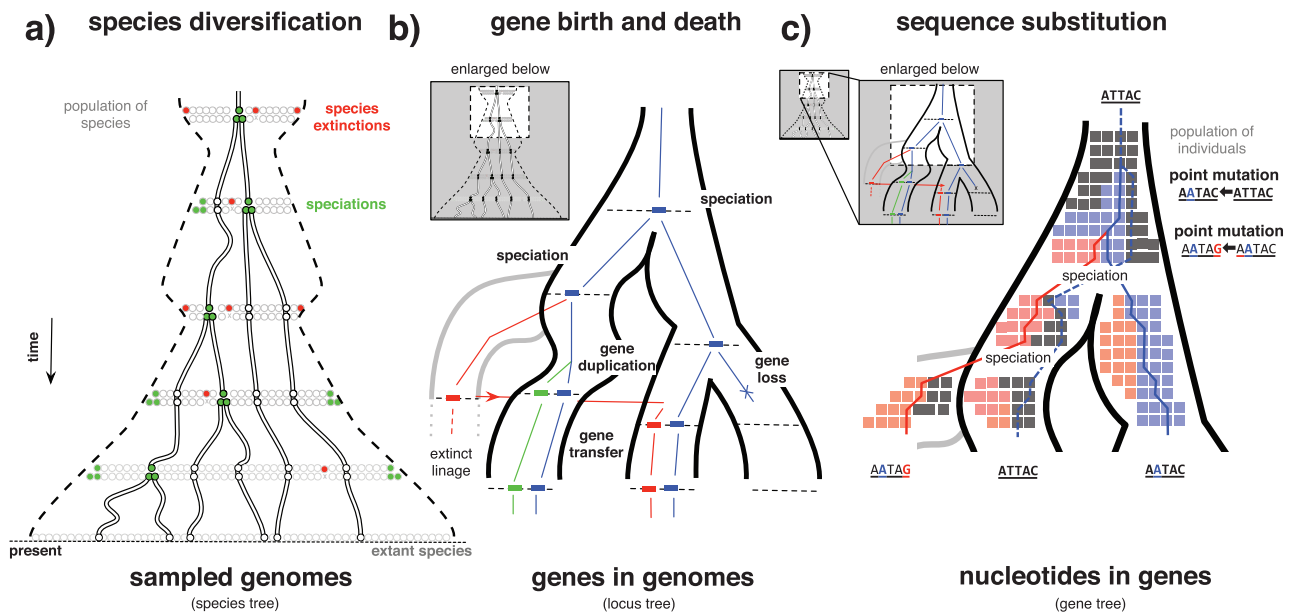 a)
species diversification
population of
species
species
extinctions
speciations
time
present
extant species
sampled genomes
(species tree)
b)
gene birth and death
enlarged below
speciation
speciation
gene
duplication
gene
loss
gene
transfer
extinct
linage
genes in genomes
(locus tree)
c)
sequence substitution
enlarged below
ATTAC
population of
individuals
point mutation
AATAC ATTAC
point mutation
AATAG AATAC
speciation
speciation
AATAG
ATTAC
AATAC
nucleotides in genes
(gene tree)